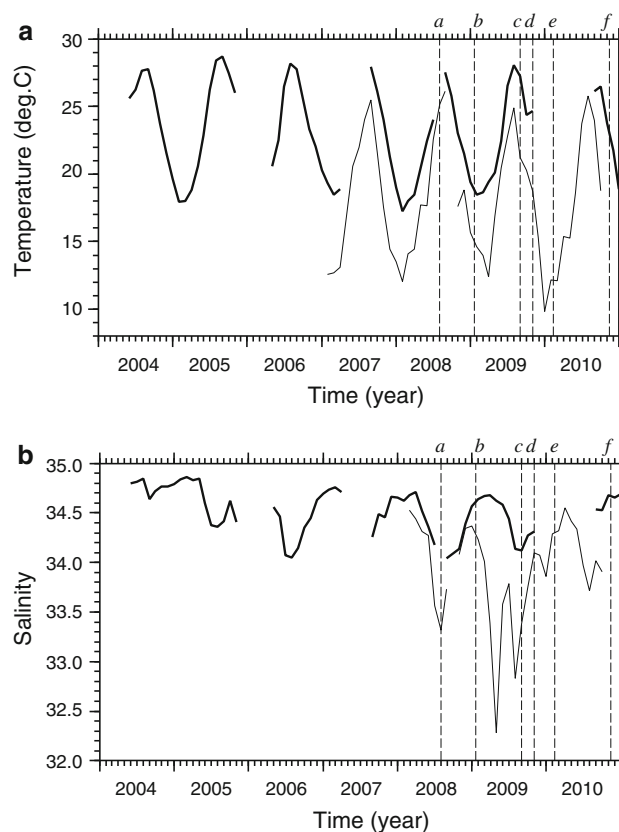 a
a b c d e f
30
25
20
15
10
Temperature (deg.C)
2004 2005 2006 2007 2008 2009 2010
Time (year)
b
a b c d e f
35.0
34.5
34.0
33.5
33.0
32.5
32.0
Salinity
2004 2005 2006 2007 2008 2009 2010
Time (year)